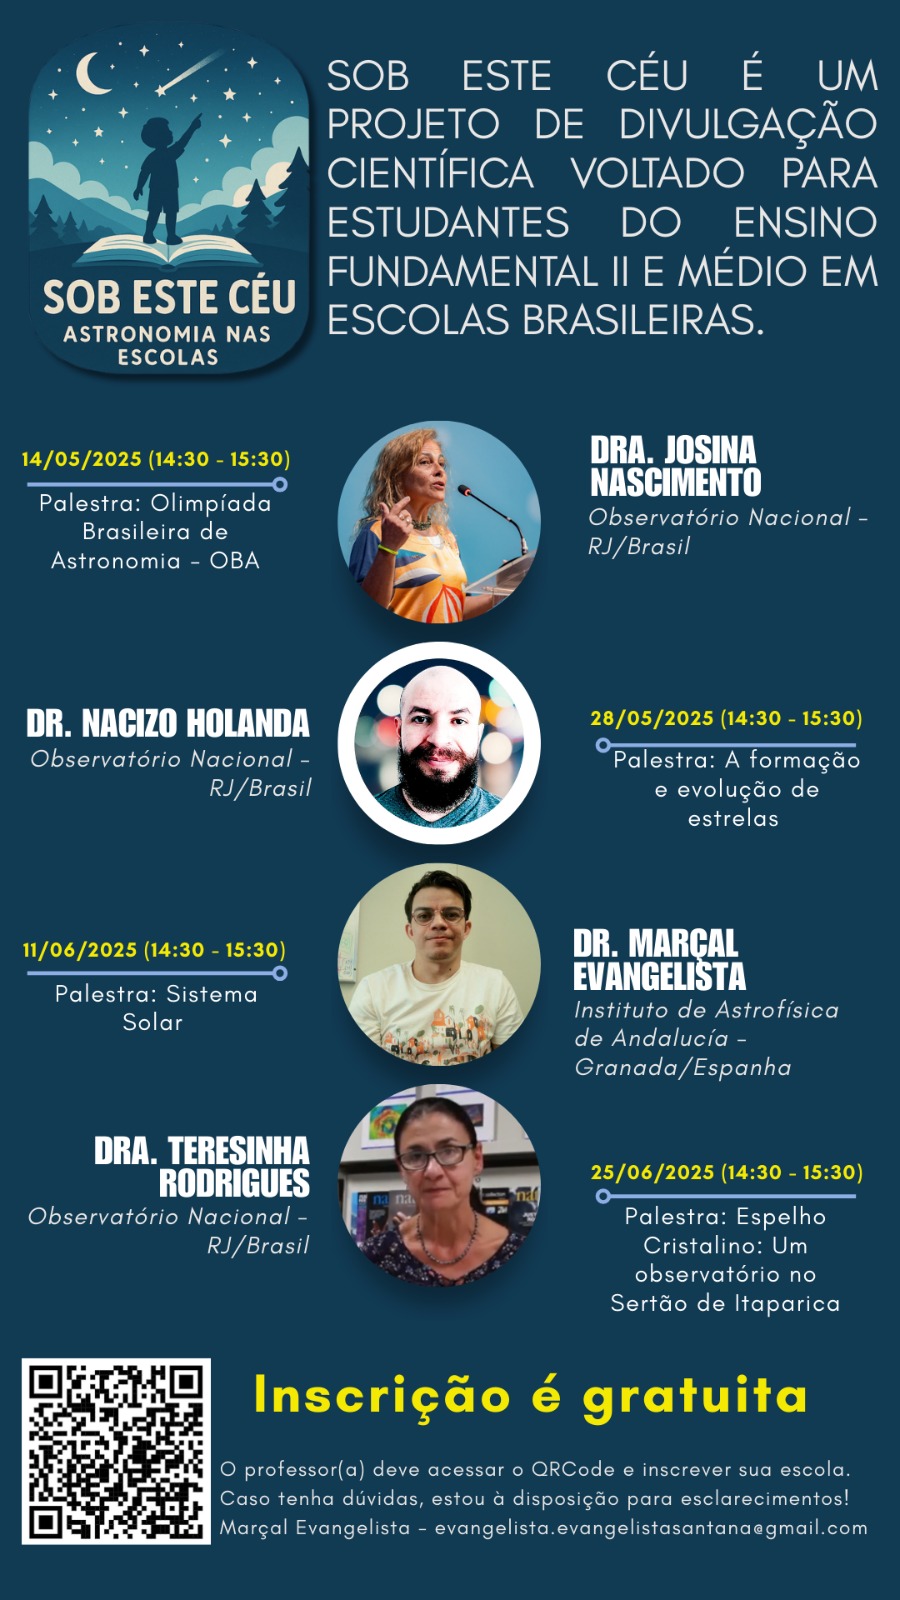 SOB ESTE CÉU
ASTRONOMIA NAS
ESCOLAS
SOB ESTE CÉU É UM
PROJETO DE DIVULGAÇÃO
CIENTÍFICA VOLTADO PARA
ESTUDANTES DO ENSINO
FUNDAMENTAL II E MÉDIO EM
ESCOLAS BRASILEIRAS.
14/05/2025 (14:30 - 15:30)
Palestra: Olimpíada
Brasileira de
Astronomia - OBA
DRA. JOSINA
NASCIMENTO
Observatório Nacional -
RJ/Brasil
DR. NACIZO HOLANDA
Observatório Nacional -
RJ/Brasil
28/05/2025 (14:30 - 15:30)
Palestra: A formação
e evolução de
estrelas
11/06/2025 (14:30 - 15:30)
Palestra: Sistema
Solar
DR. MARÇAL
EVANGELISTA
Instituto de Astrofísica
de Andalucía -
Granada/Espanha
DRA. TERESINHA
RODRIGUES
Observatório Nacional -
RJ/Brasil
25/06/2025 (14:30 - 15:30)
Palestra: Espelho
Cristalino: Um
observatório no
Sertão de Itaparica
Inscrição é gratuita
O professor(a) deve acessar o QRCode e inscrever sua escola.
Caso tenha dúvidas, estou à disposição para esclarecimentos!
Marçal Evangelista - evangelista.evangelistasantana@gmail.com